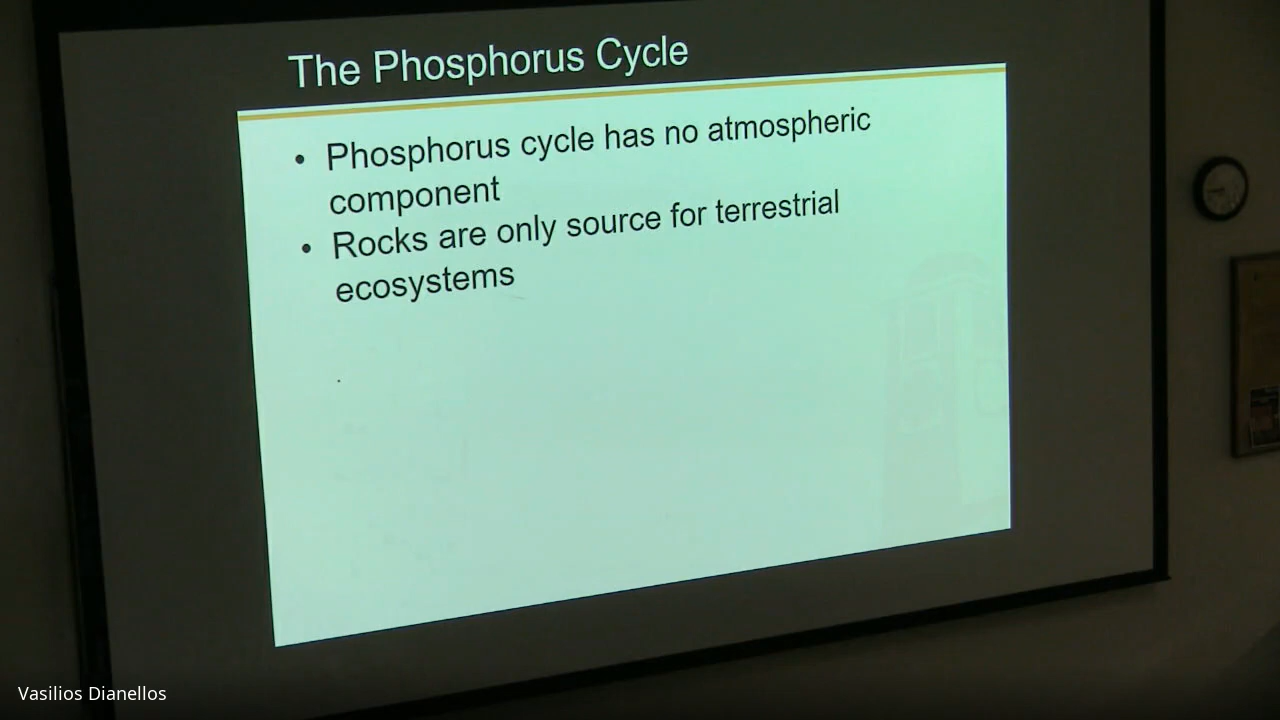 The Phosphorus Cycle
• Phosphorus cycle has no atmospheric
component
• Rocks are only source for terrestrial
ecosystems
Vasilios Dianellos